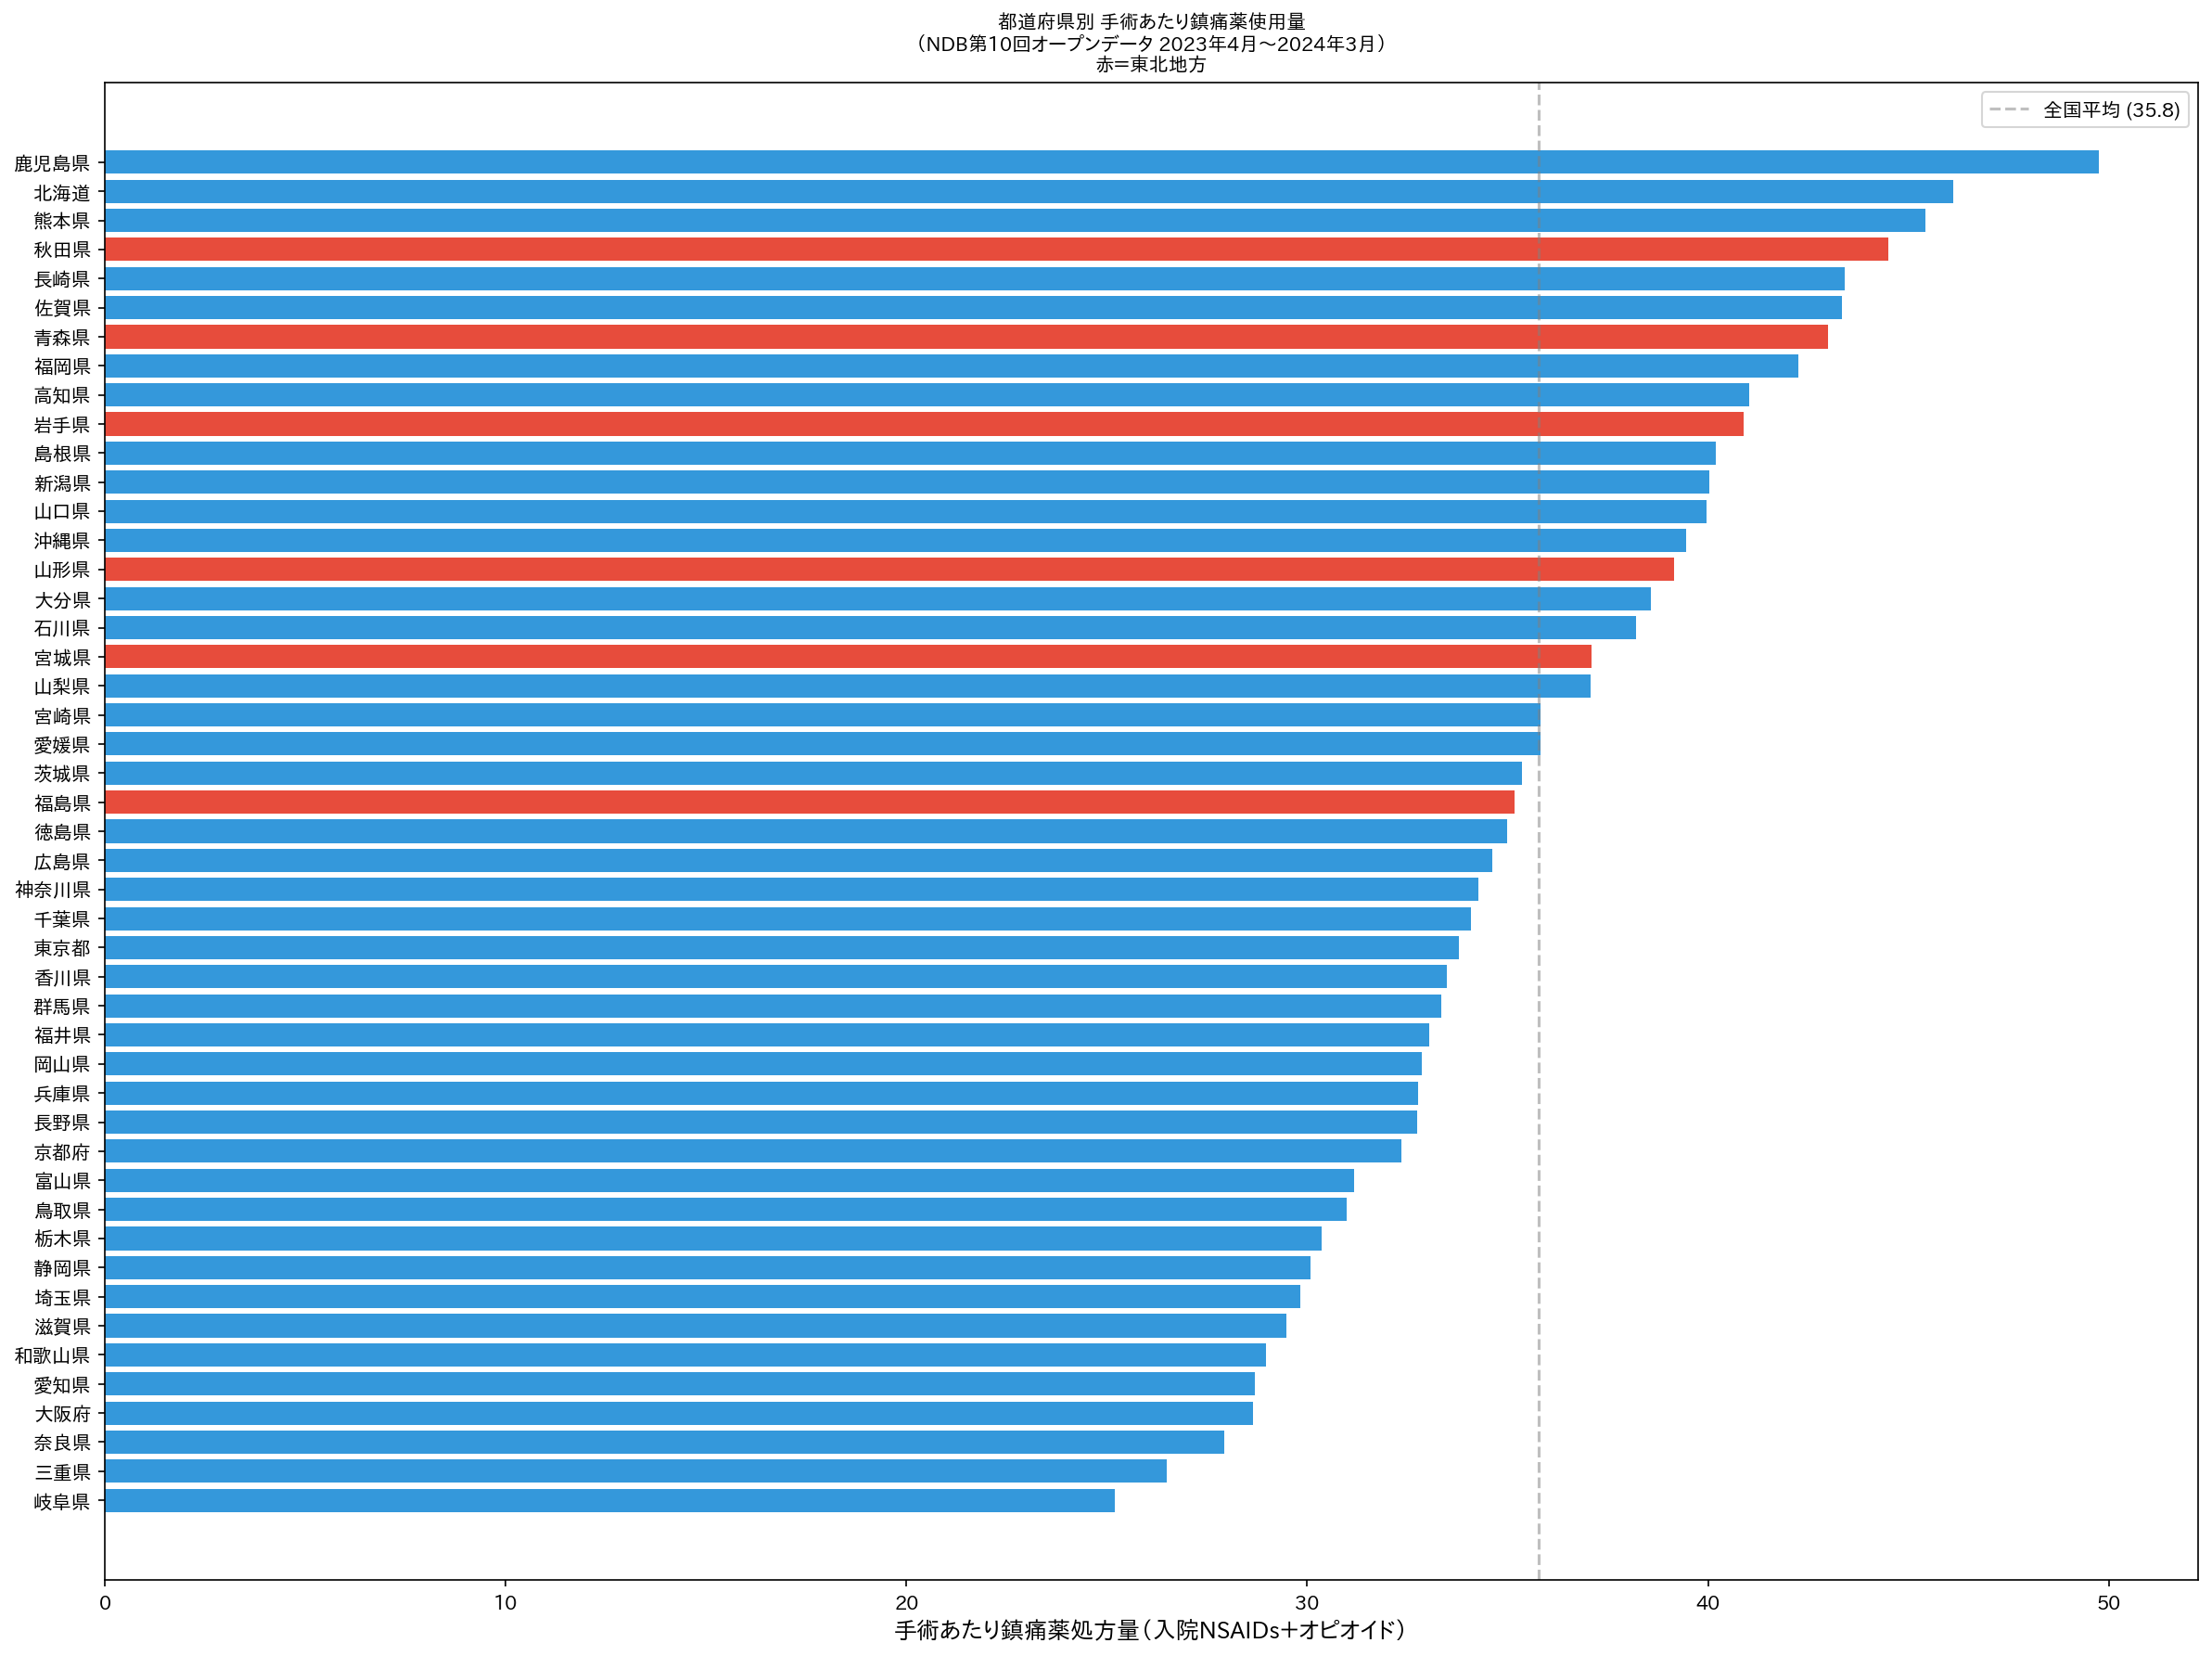 都道府県別 手術あたり鎮痛薬使用量
（NDB第10回オープンデータ 2023年4月～2024年3月）
赤=東北地方
全国平均 (35.8)
鹿児島県
北海道
熊本県
秋田県
長崎県
佐賀県
青森県
福岡県
高知県
岩手県
島根県
新潟県
山口県
沖縄県
山形県
大分県
石川県
宮城県
山梨県
宮崎県
愛媛県
茨城県
福島県
徳島県
広島県
神奈川県
千葉県
東京都
香川県
群馬県
福井県
岡山県
兵庫県
長野県
京都府
富山県
鳥取県
栃木県
静岡県
埼玉県
滋賀県
和歌山県
愛知県
大阪府
奈良県
三重県
岐阜県
0 10 20 30 40 50
手術あたり鎮痛薬処方量（入院NSAIDs+オピオイド）